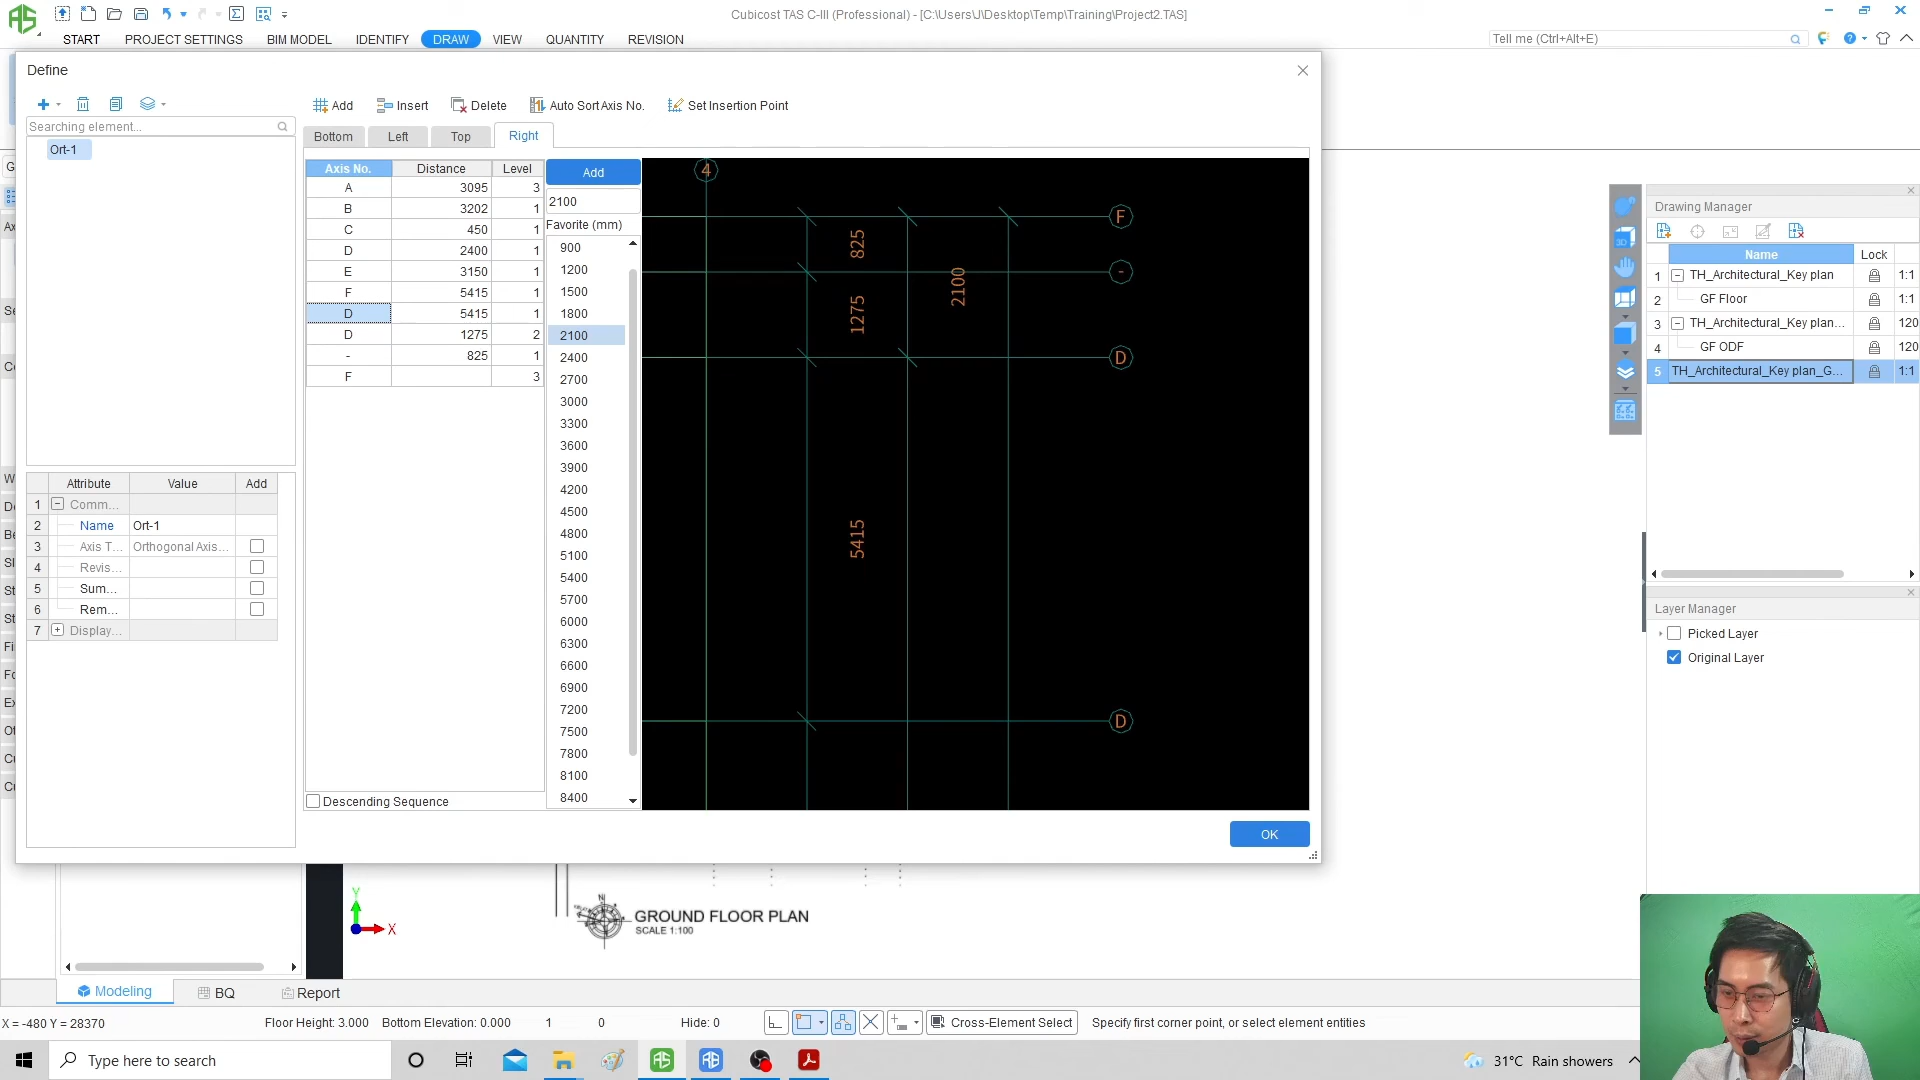 Cubicost TAS C-III (Professional) - [C:\Users\J\Desktop\Temp\Training\Project2.TAS]
START PROJECT SETTINGS BIM MODEL IDENTIFY DRAW VIEW QUANTITY REVISION
Tell me (Ctrl+Alt+E)
Define
Add Insert Delete Auto Sort Axis No. Set Insertion Point
Searching element...
Bottom Left Top Right
Ort-1
Axis No. Distance Level
A 3095 3
B 3202 1
C 450 1
D 2400 1
E 3150 1
F 5415 1
D 5415 1
D 1275 2
- 825 1
F 3
Add
2100
Favorite (mm)
900
1200
1500
1800
2100
2400
2700
3000
3300
3600
3900
4200
4500
4800
5100
5400
5700
6000
6300
6600
6900
7200
7500
7800
8100
8400
4
F
825
-
2100
1275
D
5415
D
Descending Sequence
OK
Attribute Value Add
1 Comm...
2 Name Ort-1
3 Axis T... Orthogonal Axis...
4 Revis...
5 Sum...
6 Rem...
7 Display...
Drawing Manager
Name Lock
1 TH_Architectural_Key plan 1:1
2 GF Floor 1:1
3 TH_Architectural_Key plan... 120
4 GF ODF 120
5 TH_Architectural_Key plan_G... 1:1
Layer Manager
Picked Layer
Original Layer
Y
X
N
GROUND FLOOR PLAN
SCALE 1:100
Modeling BQ Report
X = -480 Y = 28370 Floor Height: 3.000 Bottom Elevation: 0.000 1 0 Hide: 0 Cross-Element Select Specify first corner point, or select element entities
Type here to search
31°C Rain showers